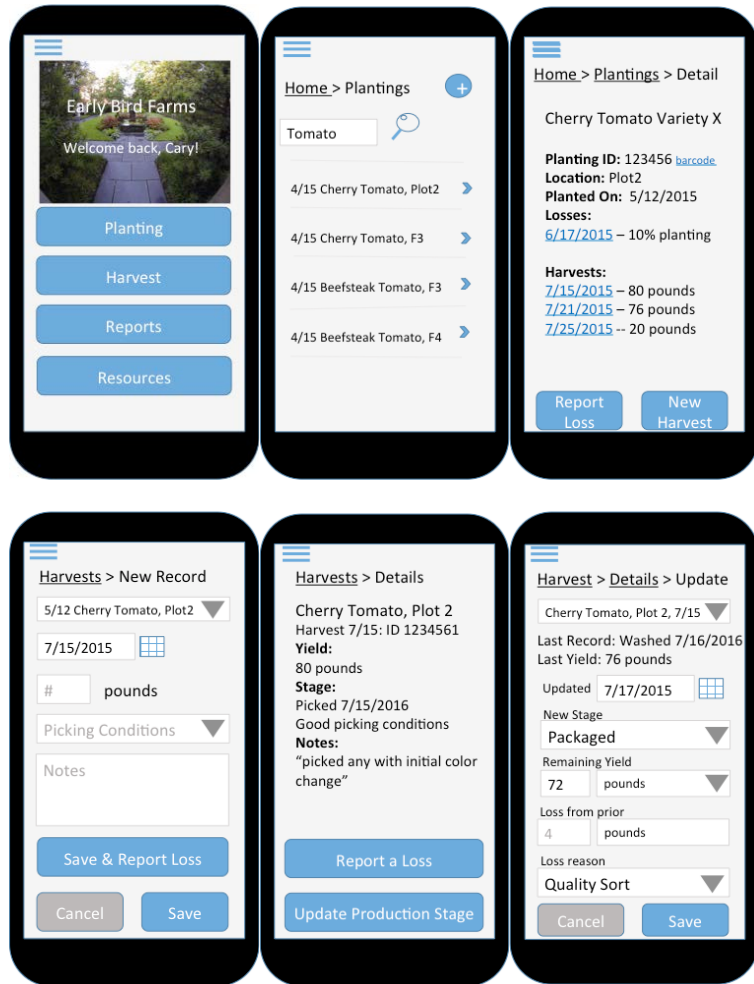 Early Bird Farms
Welcome back, Cary!
Planting
Harvest
Reports
Resources
Home > Plantings
+
Tomato
4/15 Cherry Tomato, Plot2
4/15 Cherry Tomato, F3
4/15 Beefsteak Tomato, F3
4/15 Beefsteak Tomato, F4
Home > Plantings > Detail
Cherry Tomato Variety X
Planting ID: 123456 barcode
Location: Plot2
Planted On: 5/12/2015
Losses:
6/17/2015 – 10% planting
Harvests:
7/15/2015 – 80 pounds
7/21/2015 – 76 pounds
7/25/2015 -- 20 pounds
Report
Loss
New
Harvest
Harvests > New Record
5/12 Cherry Tomato, Plot2
7/15/2015
# pounds
Picking Conditions
Notes
Save & Report Loss
Cancel
Save
Harvests > Details
Cherry Tomato, Plot 2
Harvest 7/15: ID 1234561
Yield:
80 pounds
Stage:
Picked 7/15/2016
Good picking conditions
Notes:
“picked any with initial color
change”
Report a Loss
Update Production Stage
Harvest > Details > Update
Cherry Tomato, Plot 2, 7/15
Last Record: Washed 7/16/2016
Last Yield: 76 pounds
Updated 7/17/2015
New Stage
Packaged
Remaining Yield
72 pounds
Loss from prior
4 pounds
Loss reason
Quality Sort
Cancel
Save